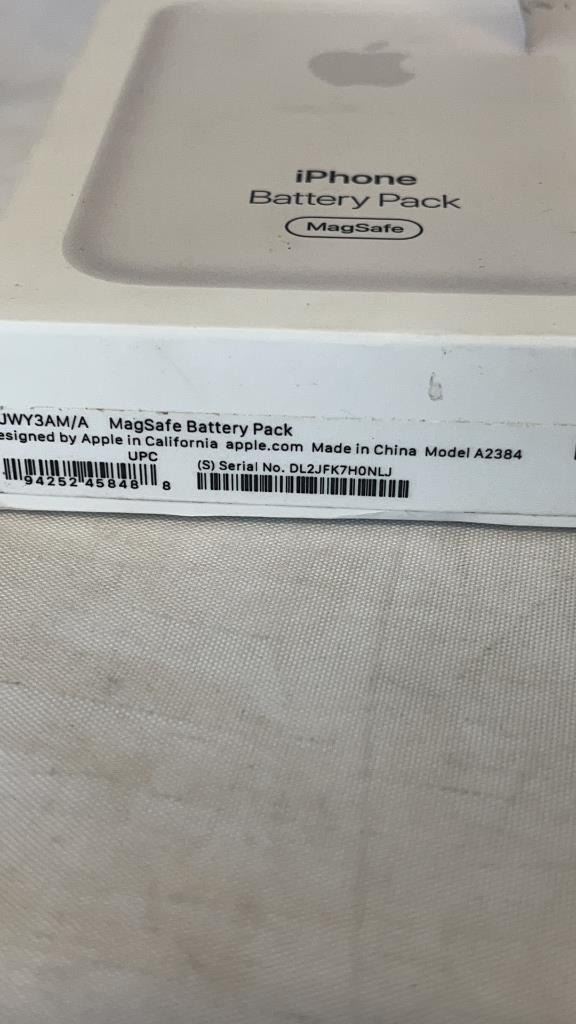 iPhone
Battery Pack
MagSafe
JWY3AM/A MagSafe Battery Pack
esigned by Apple in California apple.com Made in China Model A2384
UPC
(S) Serial No. DL2JFK7H0NLJ
94252 45848 8